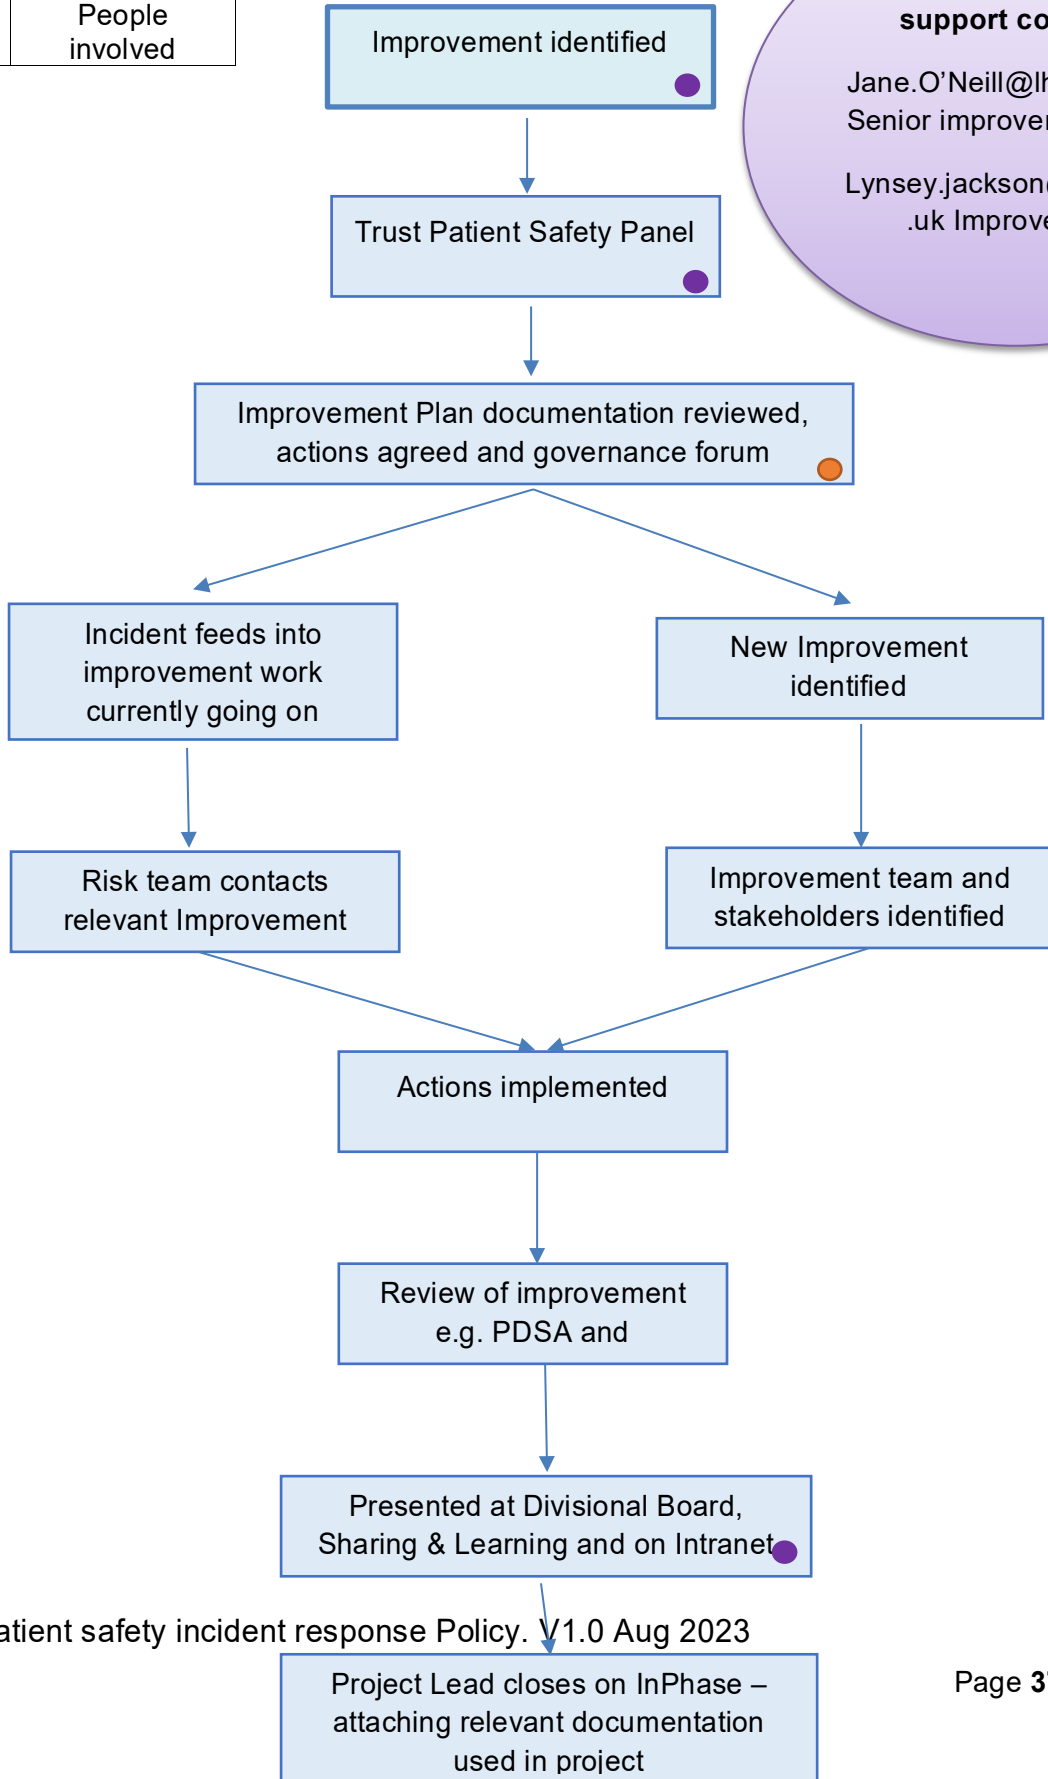 People
involved
Improvement identified
support co
Jane.O’Neill@lh
Senior improver
Lynsey.jackson@
.uk Improve
Trust Patient Safety Panel
Improvement Plan documentation reviewed,
actions agreed and governance forum
Incident feeds into
improvement work
currently going on
New Improvement
identified
Risk team contacts
relevant Improvement
Improvement team and
stakeholders identified
Actions implemented
Review of improvement
e.g. PDSA and
Presented at Divisional Board,
Sharing & Learning and on Intranet
atient safety incident response Policy. V1.0 Aug 2023
Page 37
Project Lead closes on InPhase –
attaching relevant documentation
used in project